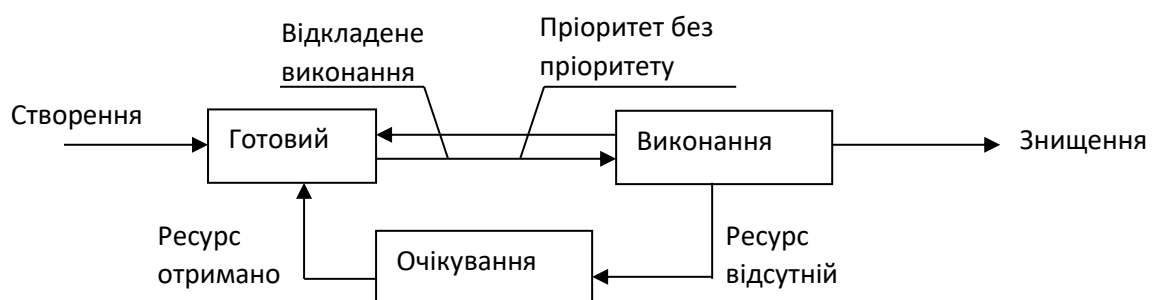 Відкладене
виконання
Пріоритет без
пріоритету
Створення
Готовий
Виконання
Знищення
Ресурс
отримано
Очікування
Ресурс
відсутній